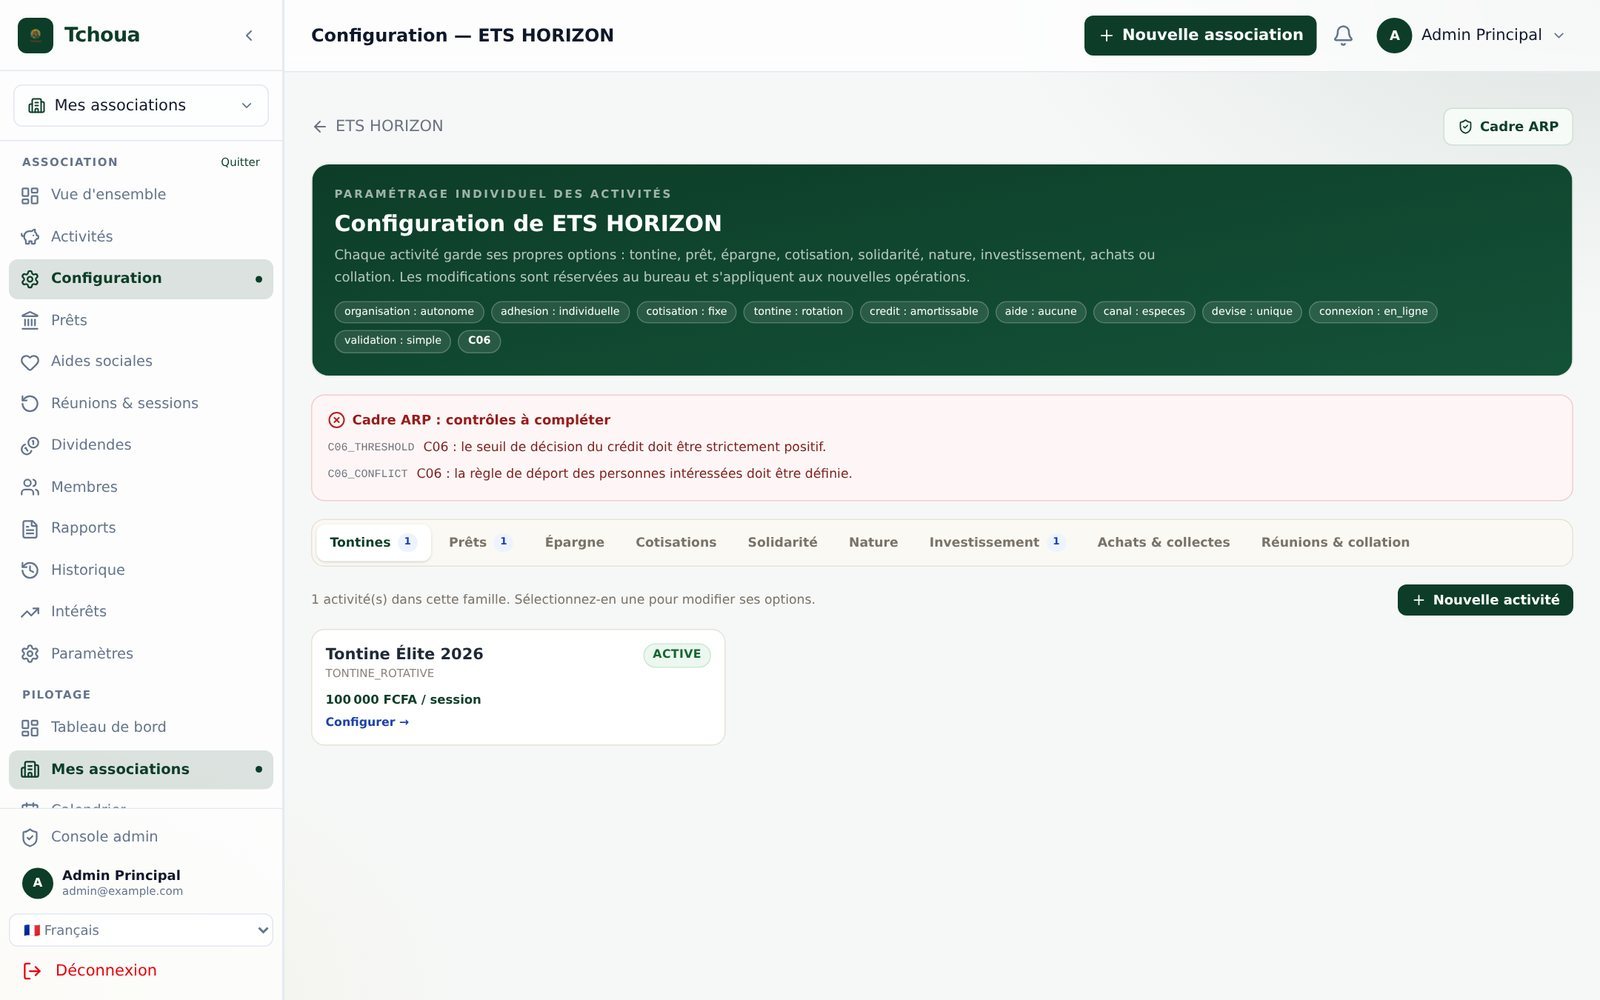 Tchoua
Mes associations
ASSOCIATION
Quitter
Vue d'ensemble
Activités
Configuration
Prêts
Aides sociales
Réunions & sessions
Dividendes
Membres
Rapports
Historique
Intérêts
Paramètres
PILOTAGE
Tableau de bord
Mes associations
Calendrier
Console admin
A
Admin Principal
admin@example.com
Français
Déconnexion
Configuration — ETS HORIZON
+ Nouvelle association
A
Admin Principal
← ETS HORIZON
Cadre ARP
PARAMÉTRAGE INDIVIDUEL DES ACTIVITÉS
Configuration de ETS HORIZON
Chaque activité garde ses propres options : tontine, prêt, épargne, cotisation, solidarité, nature, investissement, achats ou
collation. Les modifications sont réservées au bureau et s'appliquent aux nouvelles opérations.
organisation : autonome
adhesion : individuelle
cotisation : fixe
tontine : rotation
credit : amortissable
aide : aucune
canal : especes
devise : unique
connexion : en_ligne
validation : simple
C06
Cadre ARP : contrôles à compléter
C06_THRESHOLD C06 : le seuil de décision du crédit doit être strictement positif.
C06_CONFLICT C06 : la règle de départ des personnes intéressées doit être définie.
Tontines 1
Prêts 1
Épargne
Cotisations
Solidarité
Nature
Investissement 1
Achats & collectes
Réunions & collation
1 activité(s) dans cette famille. Sélectionnez-en une pour modifier ses options.
+ Nouvelle activité
Tontine Élite 2026
ACTIVE
TONTINE_ROTATIVE
100 000 FCFA / session
Configurer →